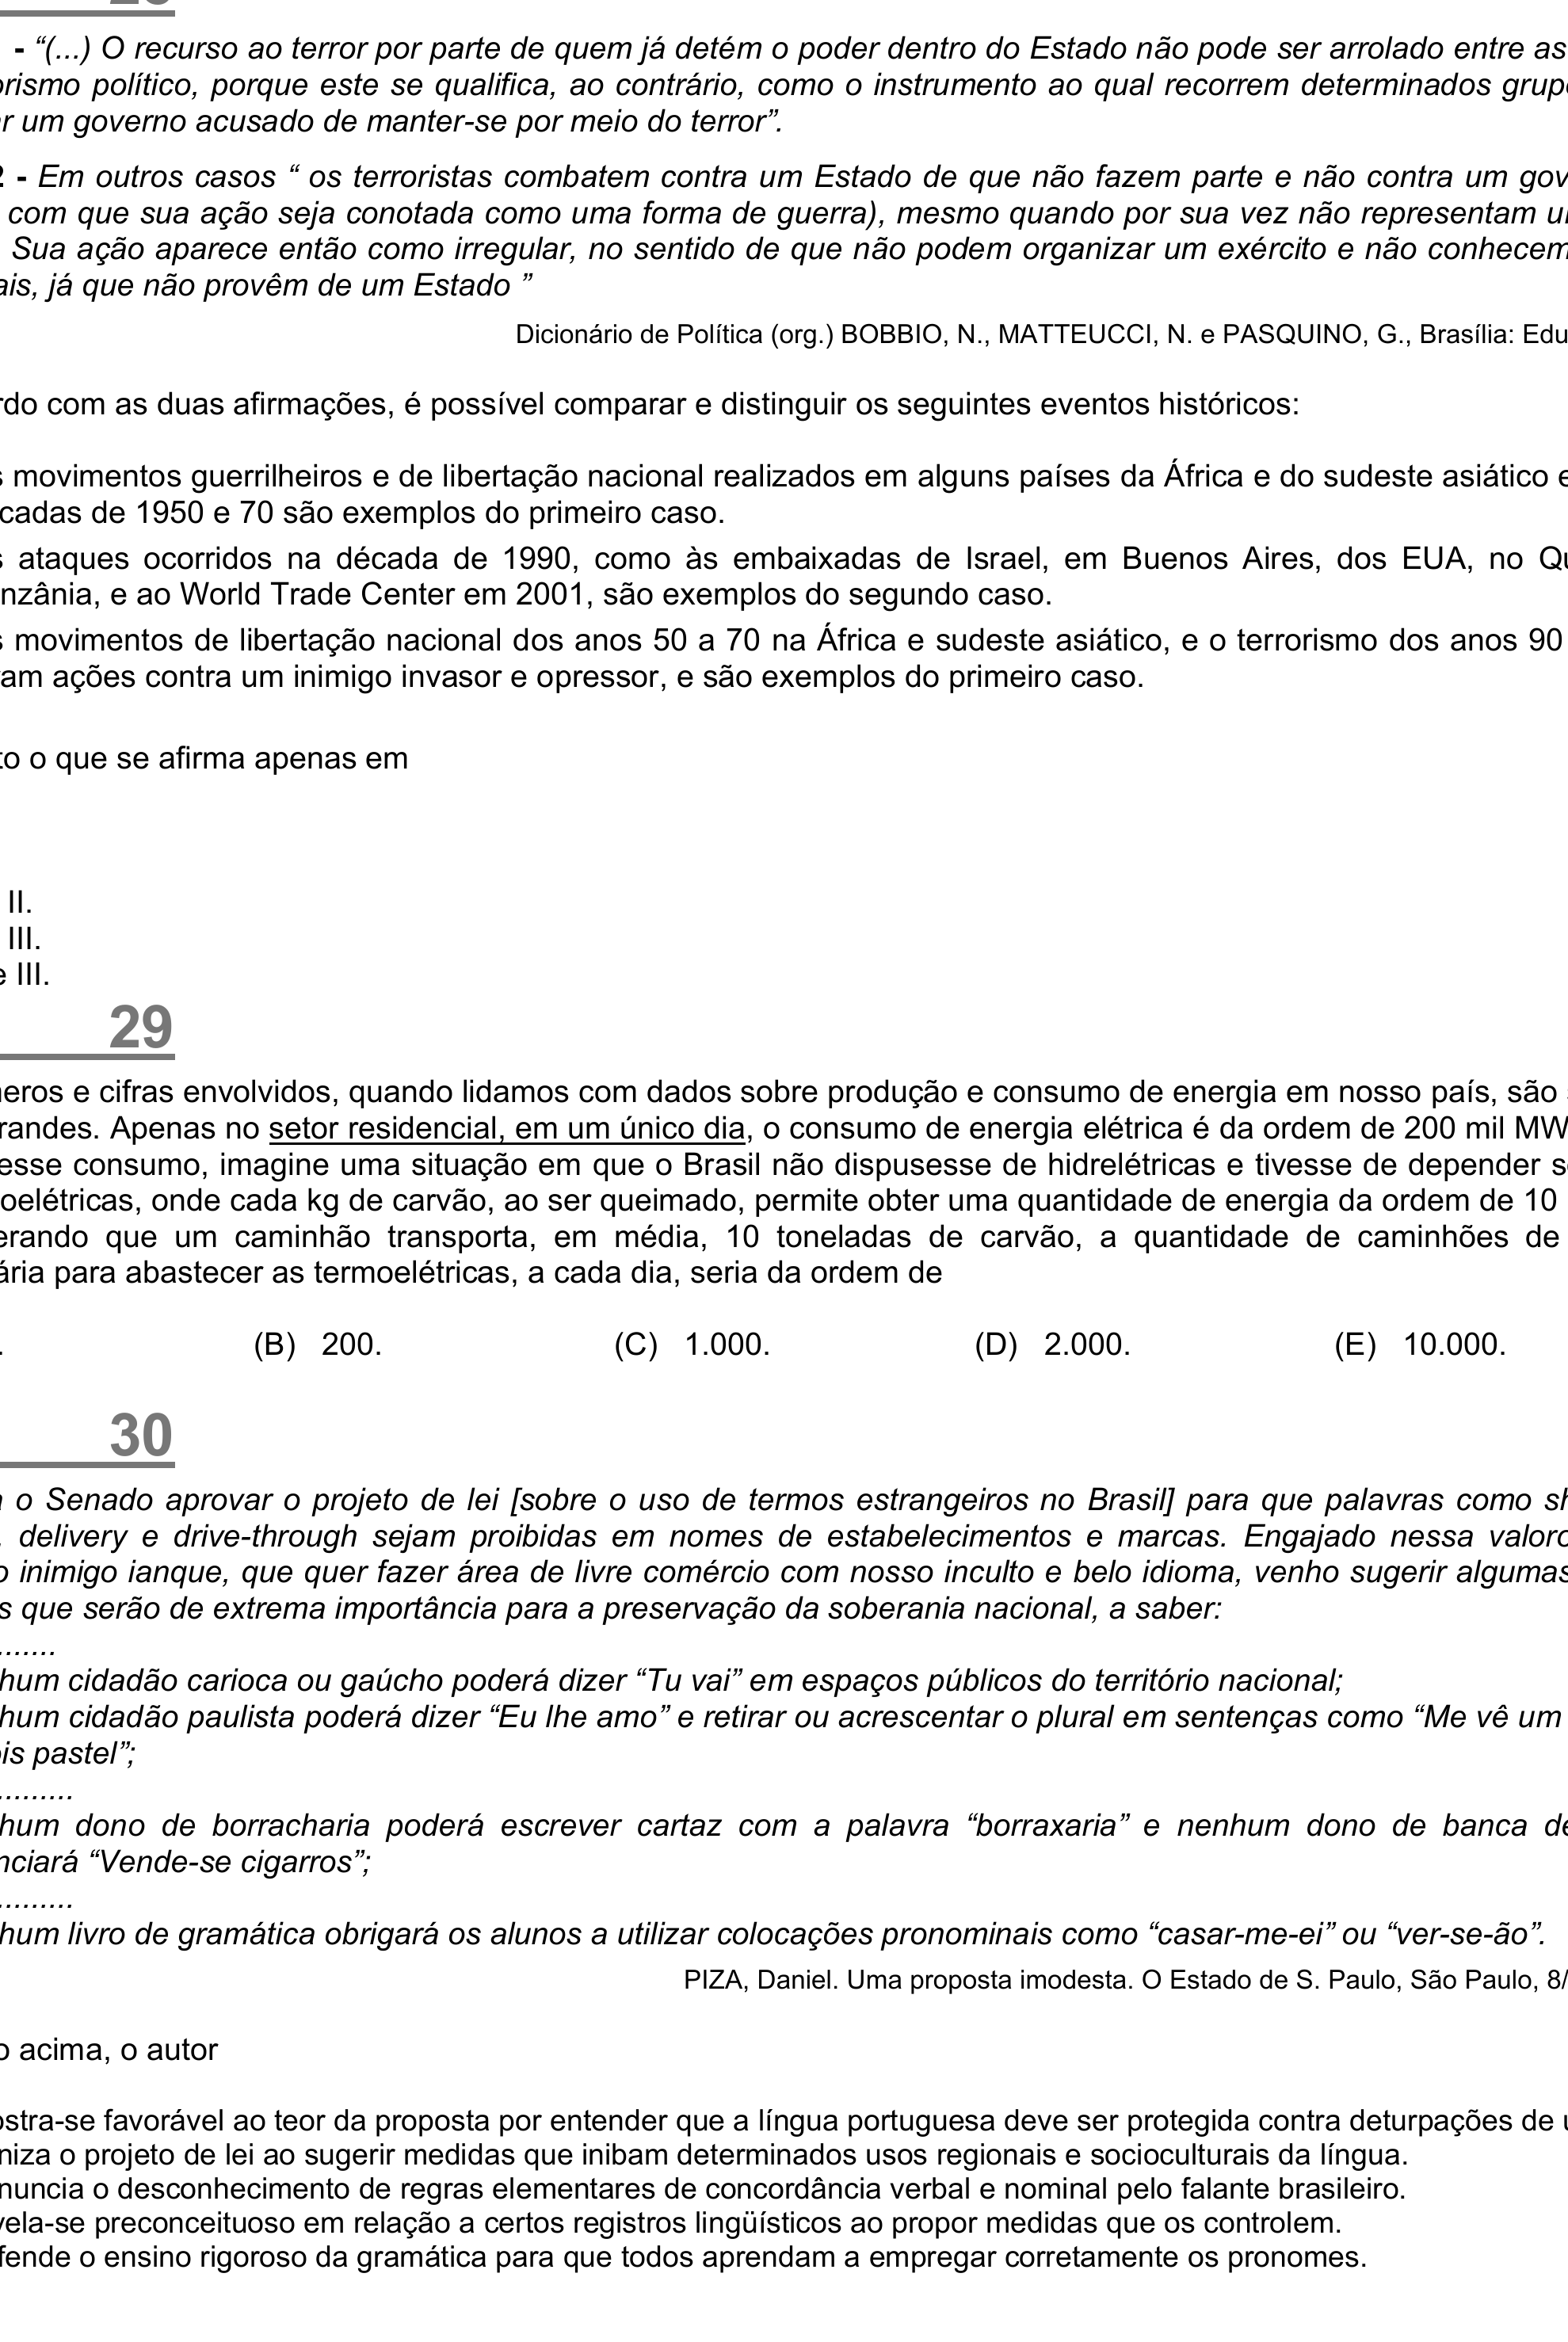 - “(...) O recurso ao terror por parte de quem já detém o poder dentro do Estado não pode ser arrolado entre as
orismo político, porque este se qualifica, ao contrário, como o instrumento ao qual recorrem determinados grup
ar um governo acusado de manter-se por meio do terror”.
2 - Em outros casos “ os terroristas combatem contra um Estado de que não fazem parte e não contra um gov
com que sua ação seja conotada como uma forma de guerra), mesmo quando por sua vez não representam u
Sua ação aparece então como irregular, no sentido de que não podem organizar um exército e não conhecem
ais, já que não provêm de um Estado ”
Dicionário de Política (org.) BOBBIO, N., MATTEUCCI, N. e PASQUINO, G., Brasília: Edu
rdo com as duas afirmações, é possível comparar e distinguir os seguintes eventos históricos:
s movimentos guerrilheiros e de libertação nacional realizados em alguns países da África e do sudeste asiático e
cadas de 1950 e 70 são exemplos do primeiro caso.
s ataques ocorridos na década de 1990, como às embaixadas de Israel, em Buenos Aires, dos EUA, no Qu
nzânia, e ao World Trade Center em 2001, são exemplos do segundo caso.
s movimentos de libertação nacional dos anos 50 a 70 na África e sudeste asiático, e o terrorismo dos anos 90
am ações contra um inimigo invasor e opressor, e são exemplos do primeiro caso.
to o que se afirma apenas em
II.
III.
e III.
29
eros e cifras envolvidos, quando lidamos com dados sobre produção e consumo de energia em nosso país, são s
randes. Apenas no setor residencial, em um único dia, o consumo de energia elétrica é da ordem de 200 mil MW
esse consumo, imagine uma situação em que o Brasil não dispusesse de hidrelétricas e tivesse de depender s
oelétricas, onde cada kg de carvão, ao ser queimado, permite obter uma quantidade de energia da ordem de 10
erando que um caminhão transporta, em média, 10 toneladas de carvão, a quantidade de caminhões de
ária para abastecer as termoelétricas, a cada dia, seria da ordem de
. (B) 200. (C) 1.000. (D) 2.000. (E) 10.000.
30
a o Senado aprovar o projeto de lei [sobre o uso de termos estrangeiros no Brasil] para que palavras como sh
, delivery e drive-through sejam proibidas em nomes de estabelecimentos e marcas. Engajado nessa valoro
o inimigo ianque, que quer fazer área de livre comércio com nosso inculto e belo idioma, venho sugerir algumas
s que serão de extrema importância para a preservação da soberania nacional, a saber:
.......
hum cidadão carioca ou gaúcho poderá dizer “Tu vai” em espaços públicos do território nacional;
hum cidadão paulista poderá dizer “Eu lhe amo” e retirar ou acrescentar o plural em sentenças como “Me vê um
is pastel”;
.........
hum dono de borracharia poderá escrever cartaz com a palavra “borraxaria” e nenhum dono de banca de
nciará “Vende-se cigarros”;
.........
hum livro de gramática obrigará os alunos a utilizar colocações pronominais como “casar-me-ei” ou “ver-se-ão”.
PIZA, Daniel. Uma proposta imodesta. O Estado de S. Paulo, São Paulo, 8/
o acima, o autor
ostra-se favorável ao teor da proposta por entender que a língua portuguesa deve ser protegida contra deturpações de u
niza o projeto de lei ao sugerir medidas que inibam determinados usos regionais e socioculturais da língua.
nuncia o desconhecimento de regras elementares de concordância verbal e nominal pelo falante brasileiro.
vela-se preconceituoso em relação a certos registros lingüísticos ao propor medidas que os controlem.
fende o ensino rigoroso da gramática para que todos aprendam a empregar corretamente os pronomes.